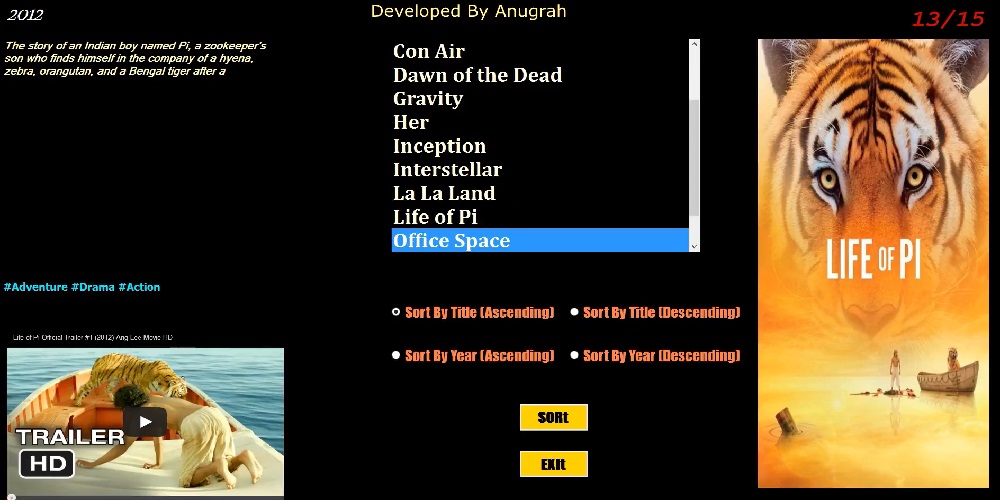 2012
Developed By Anugrah
13/15
The story of an Indian boy named Pi, a zookeeper's
son who finds himself in the company of a hyena,
zebra, orangutan, and a Bengal tiger after a
Con Air
Dawn of the Dead
Gravity
Her
Inception
Interstellar
La La Land
Life of Pi
Office Space
LIFE OF PI
#Adventure #Drama #Action
Sort By Title (Ascending)
Sort By Title (Descending)
Sort By Year (Ascending)
Sort By Year (Descending)
Life of Pi Official Trailer #1 (2012) Ang Lee Movie HD
TRAILER
HD
SORt
EXIt